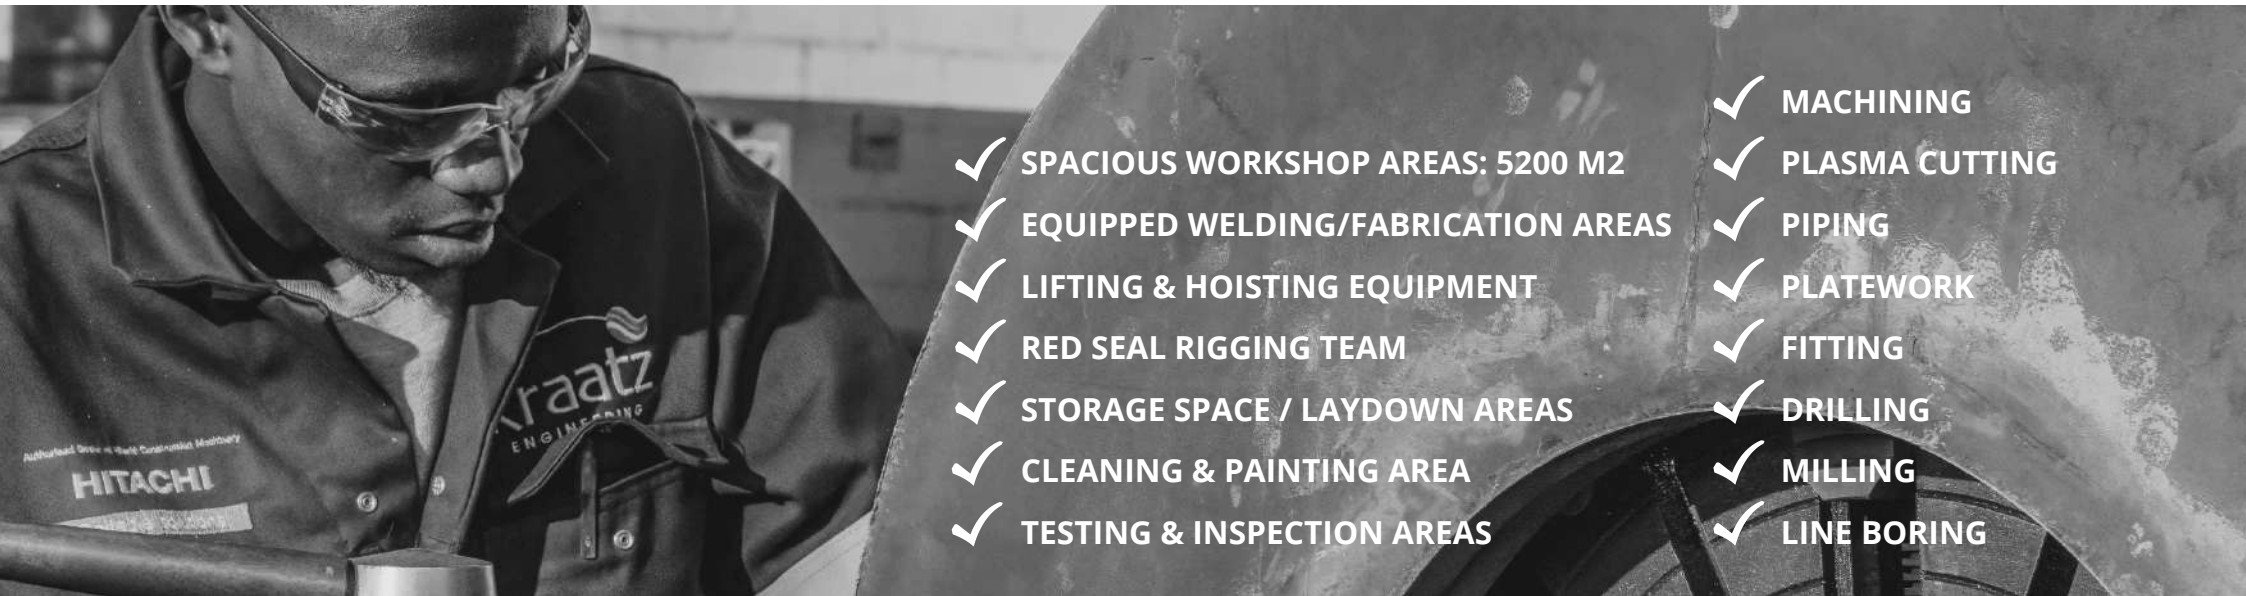 SPACIOUS WORKSHOP AREAS: 5200 M2
EQUIPPED WELDING/FABRICATION AREAS
LIFTING & HOISTING EQUIPMENT
RED SEAL RIGGING TEAM
STORAGE SPACE / LAYDOWN AREAS
CLEANING & PAINTING AREA
TESTING & INSPECTION AREAS
MACHINING
PLASMA CUTTING
PIPING
PLATEWORK
FITTING
DRILLING
MILLING
LINE BORING
kraatz
ENGINEERING
Construction Machinery
HITACHI